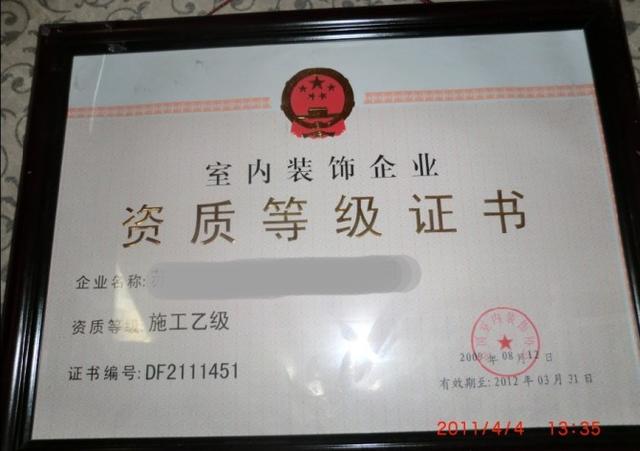 室内装饰企业
资质等级证书
企业名称:
资质等级:施工乙级
证书编号:DF2111451
2009年08月12日
有效期至:2012年03月31日
2011/4/4 13:35